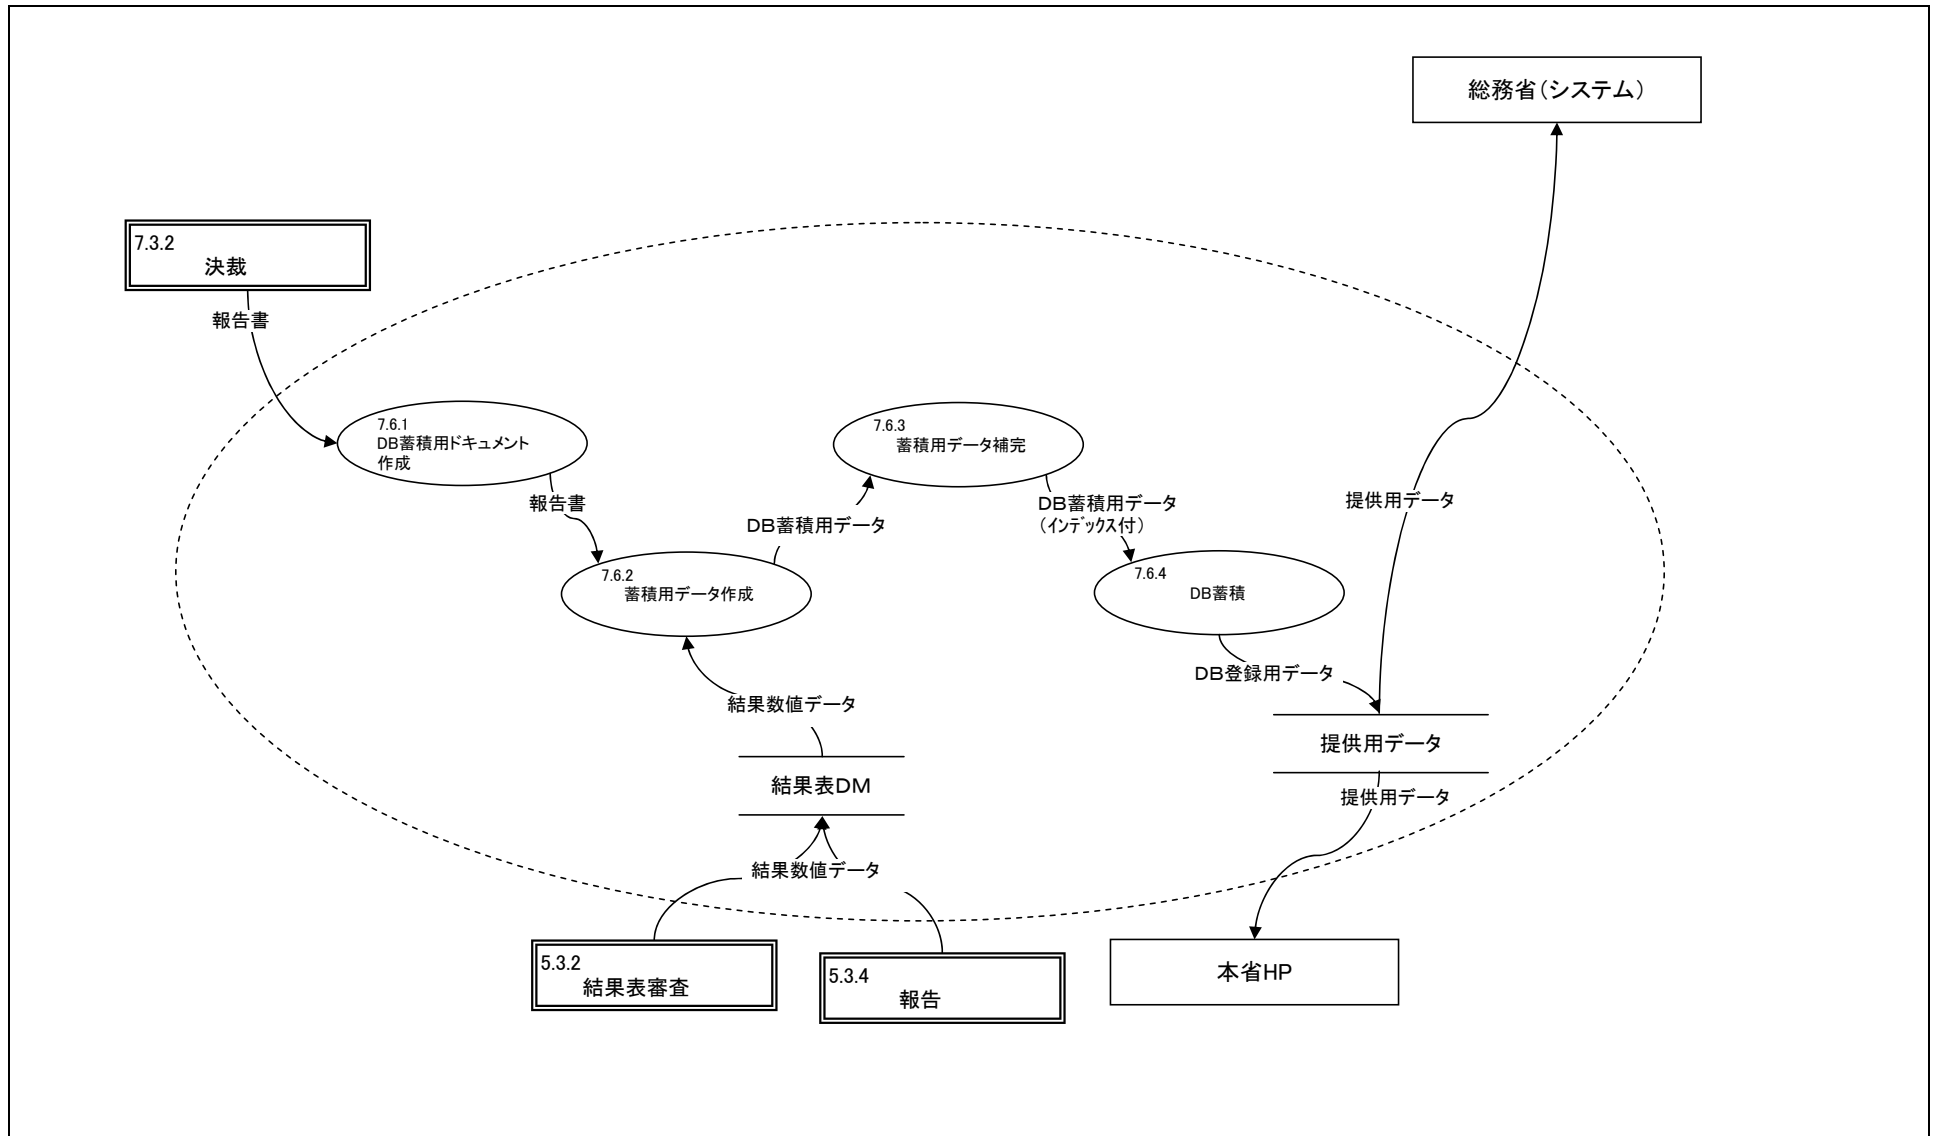 総務省(システム)
7.3.2
決裁
報告書
7.6.1
DB蓄積用ドキュメント
作成
7.6.3
蓄積用データ補完
報告書
DB蓄積用データ
DB蓄積用データ
(インデックス付)
提供用データ
7.6.2
蓄積用データ作成
7.6.4
DB蓄積
DB登録用データ
結果数値データ
提供用データ
結果表DM
提供用データ
結果数値データ
5.3.2
結果表審査
5.3.4
報告
本省HP